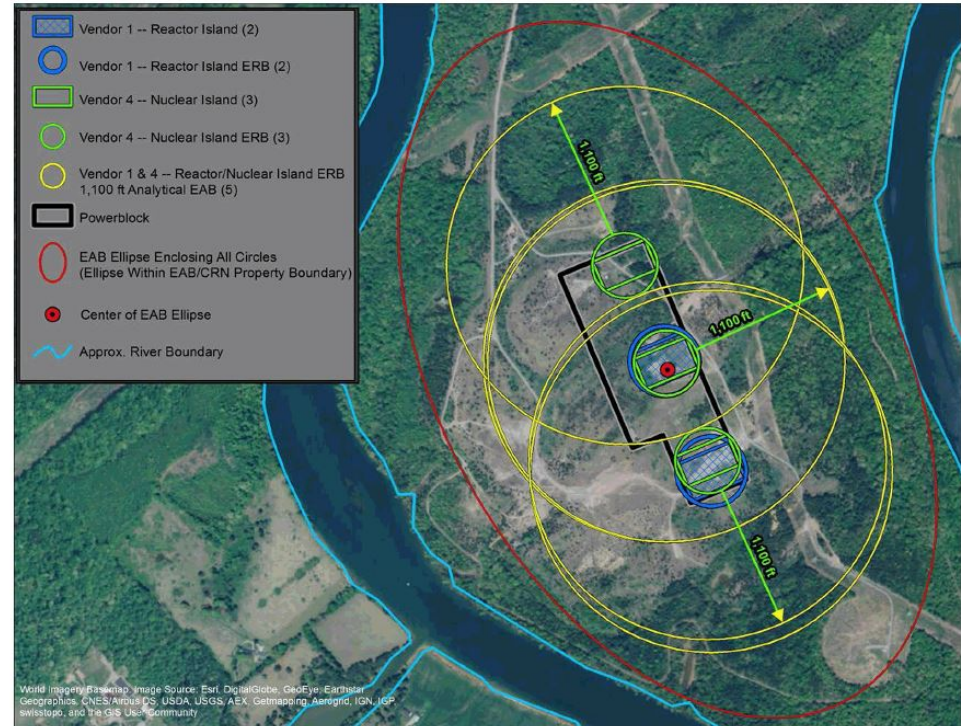 Vendor 1 -- Reactor Island (2)
Vendor 1 -- Reactor Island ERB (2)
Vendor 4 -- Nuclear Island (3)
Vendor 4 -- Nuclear Island ERB (3)
Vendor 1 & 4 -- Reactor/Nuclear Island ERB
1,100 ft Analytical EAB (5)
Powerblock
EAB Ellipse Enclosing All Circles
(Ellipse Within EAB/CRN Property Boundary)
Center of EAB Ellipse
Approx. River Boundary
1,100 ft
1,100 ft
1,100 ft
World Imagery Basemap, Image Source: Esri, DigitalGlobe, GeoEye, Earthstar
Geographics, CNES/Airbus DS, USDA, USGS, AEX, Getmapping, Aerogrid, IGN, IGP,
swisstopo, and the GIS User Community